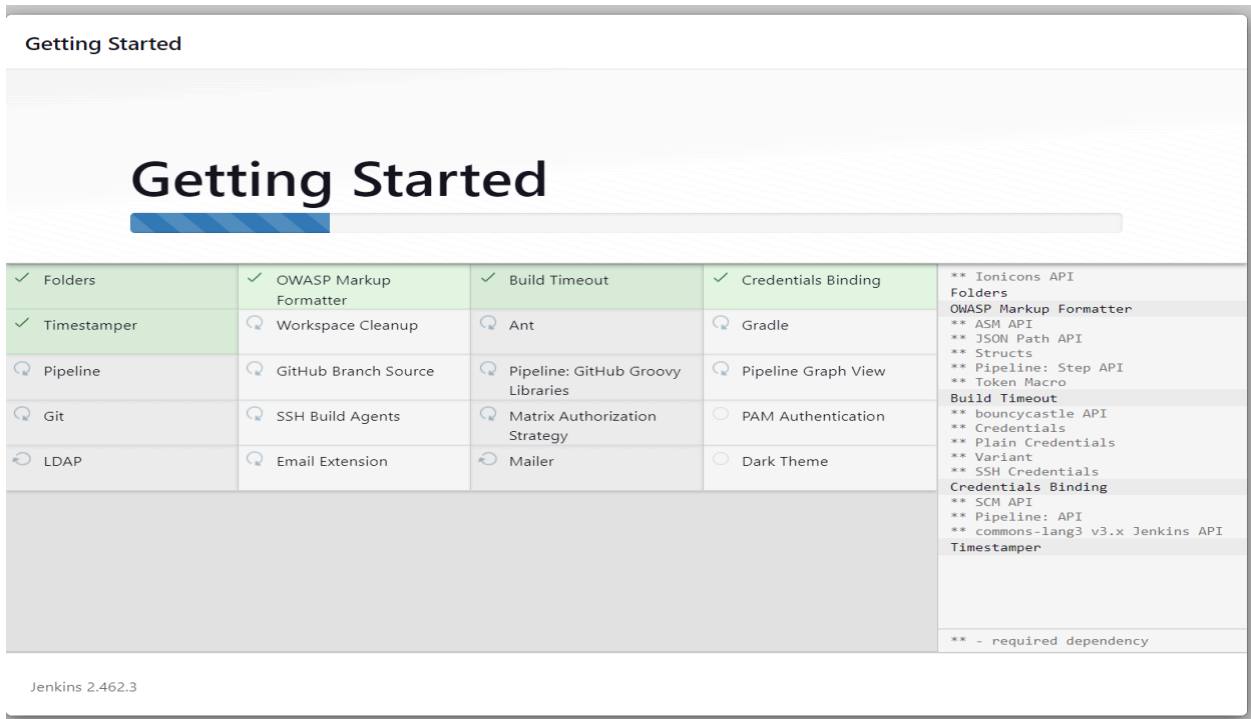 Getting Started
Getting Started
Folders
OWASP Markup
Formatter
Build Timeout
Credentials Binding
Timestamper
Workspace Cleanup
Ant
Gradle
Pipeline
GitHub Branch Source
Pipeline: GitHub Groovy
Libraries
Pipeline Graph View
Git
SSH Build Agents
Matrix Authorization
Strategy
PAM Authentication
LDAP
Email Extension
Mailer
Dark Theme
** Ionicons API
Folders
OWASP Markup Formatter
** ASM API
** JSON Path API
** Structs
** Pipeline: Step API
** Token Macro
Build Timeout
** bouncycastle API
** Credentials
** Plain Credentials
** Variant
** SSH Credentials
Credentials Binding
** SCM API
** Pipeline: API
** commons-lang3 v3.x Jenkins API
Timestamper
** - required dependency
Jenkins 2.462.3